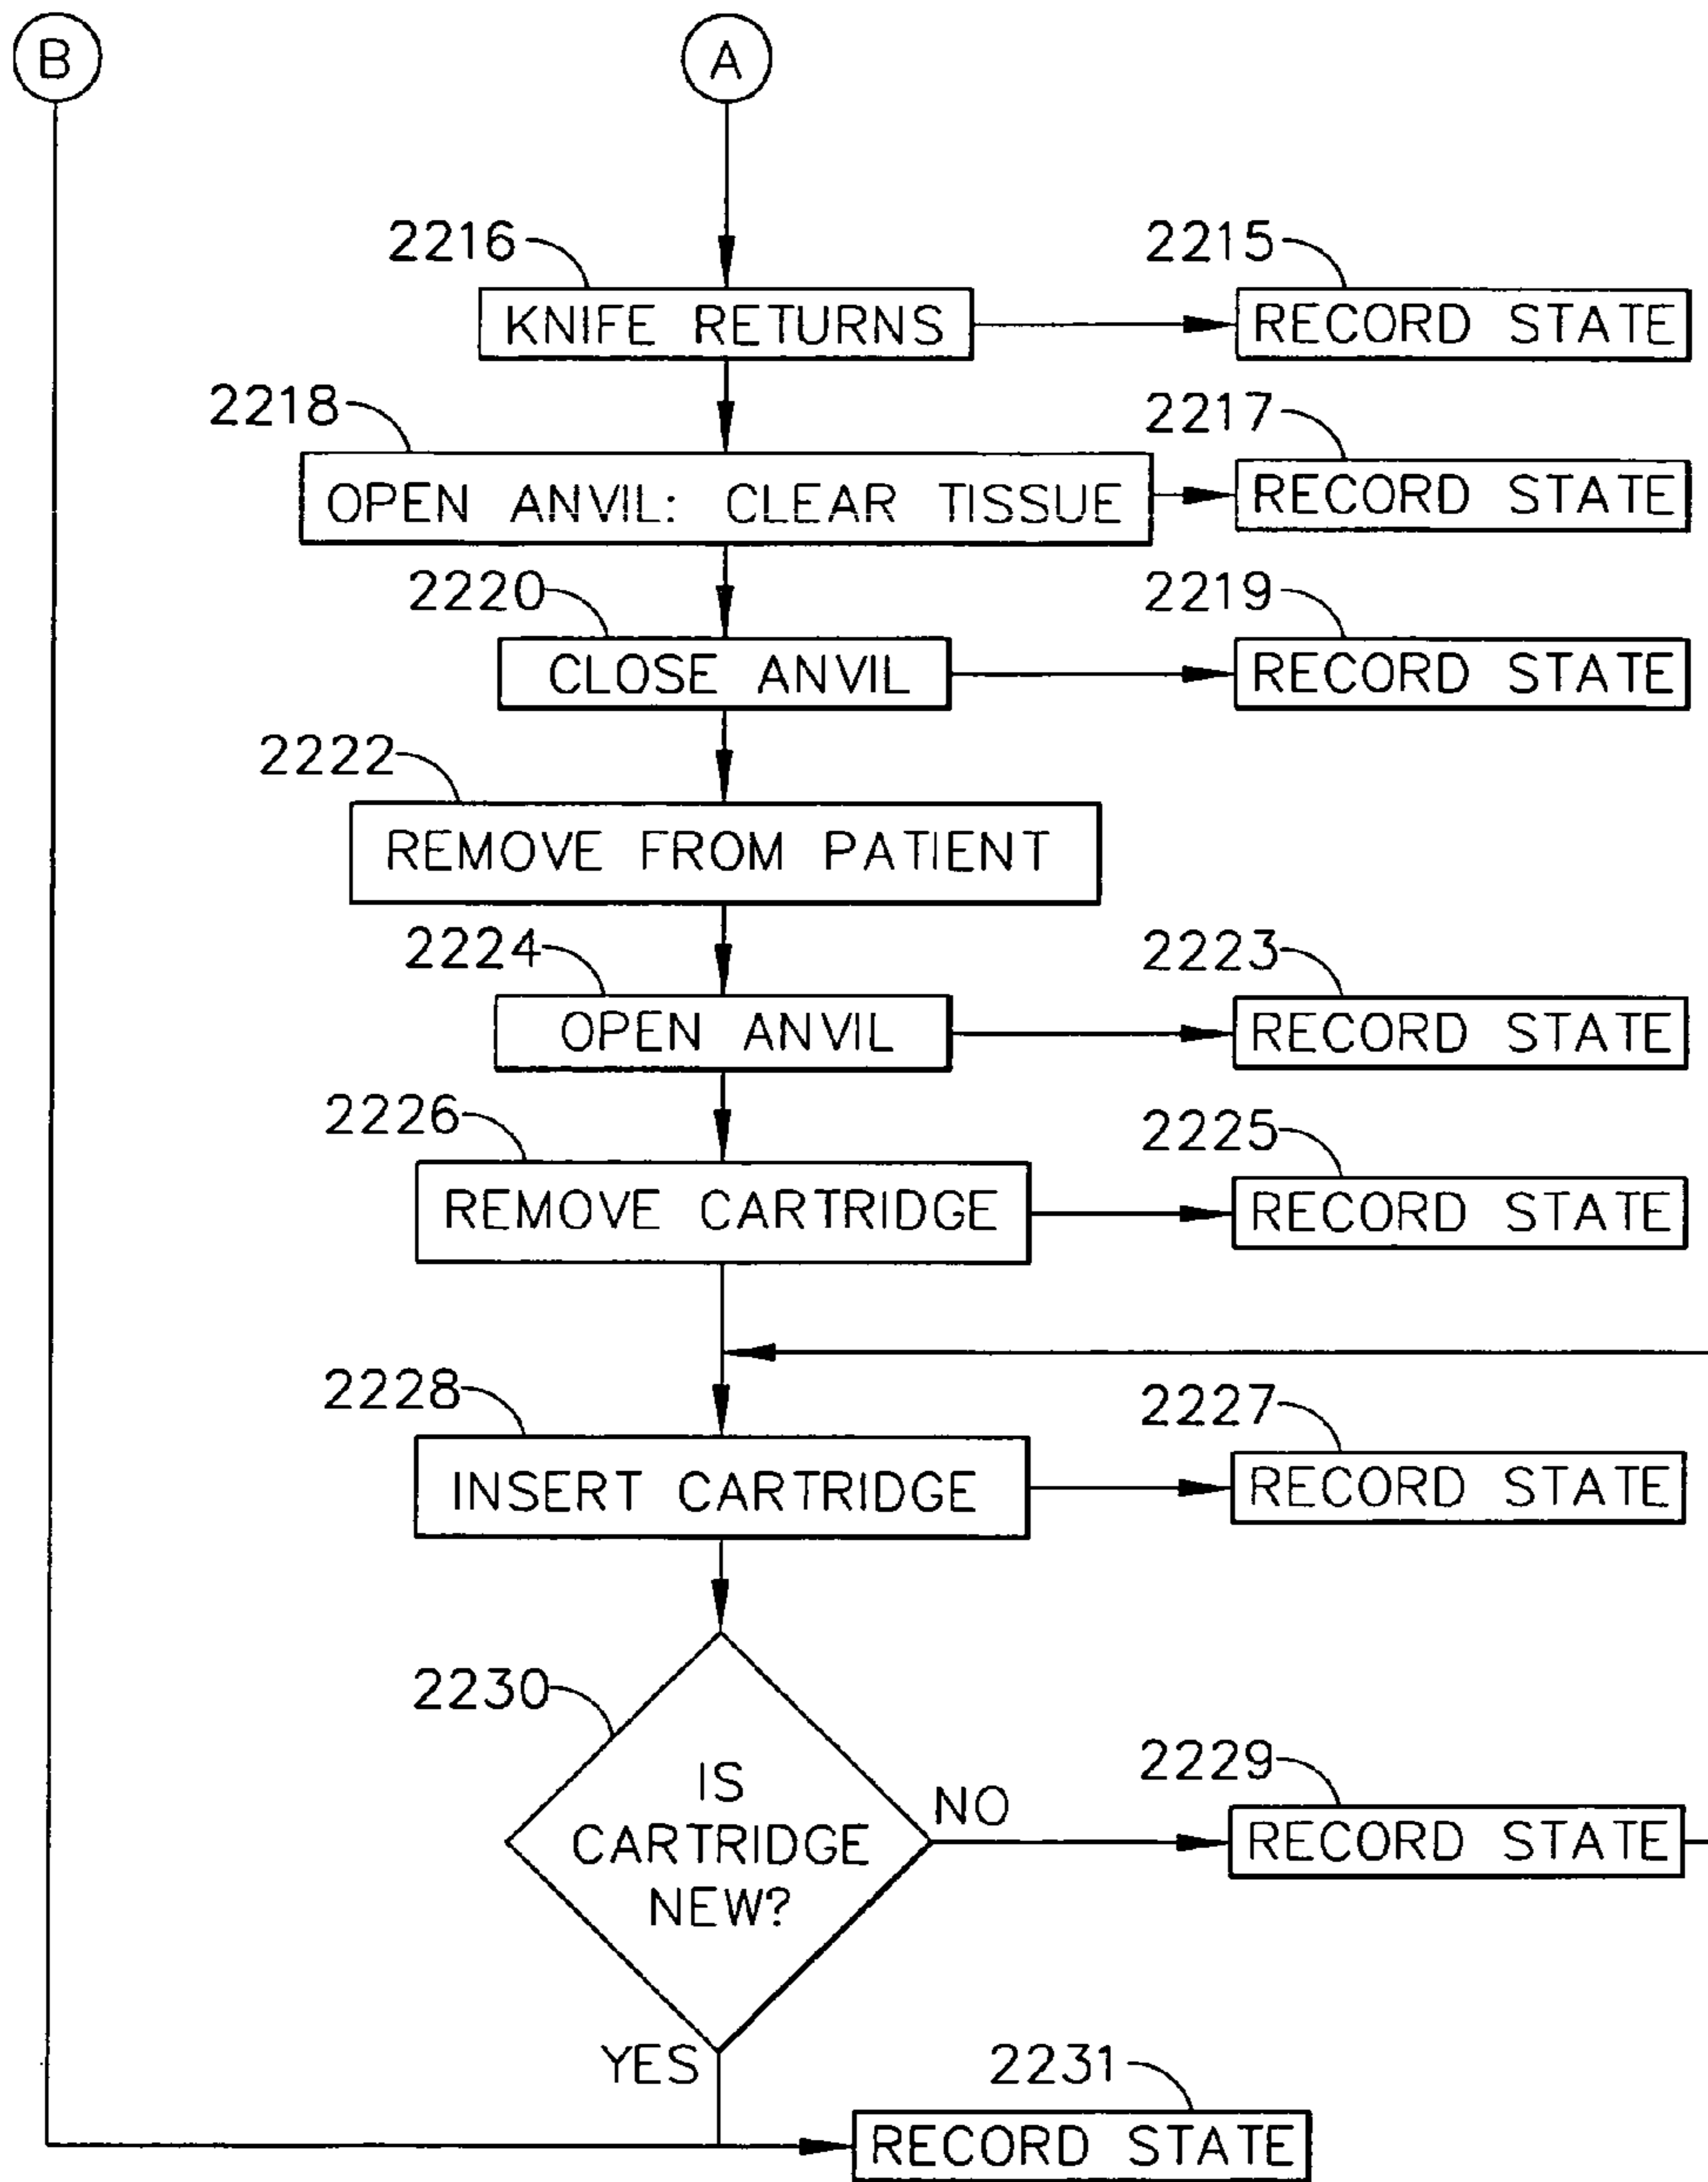 B
A
2216
2215
KNIFE RETURNS
RECORD STATE
2218
2217
OPEN ANVIL: CLEAR TISSUE
RECORD STATE
2220
2219
CLOSE ANVIL
RECORD STATE
2222
REMOVE FROM PATIENT
2224
2223
OPEN ANVIL
RECORD STATE
2226
2225
REMOVE CARTRIDGE
RECORD STATE
2228
2227
INSERT CARTRIDGE
RECORD STATE
2230
IS
CARTRIDGE
NEW?
NO
2229
RECORD STATE
YES
2231
RECORD STATE